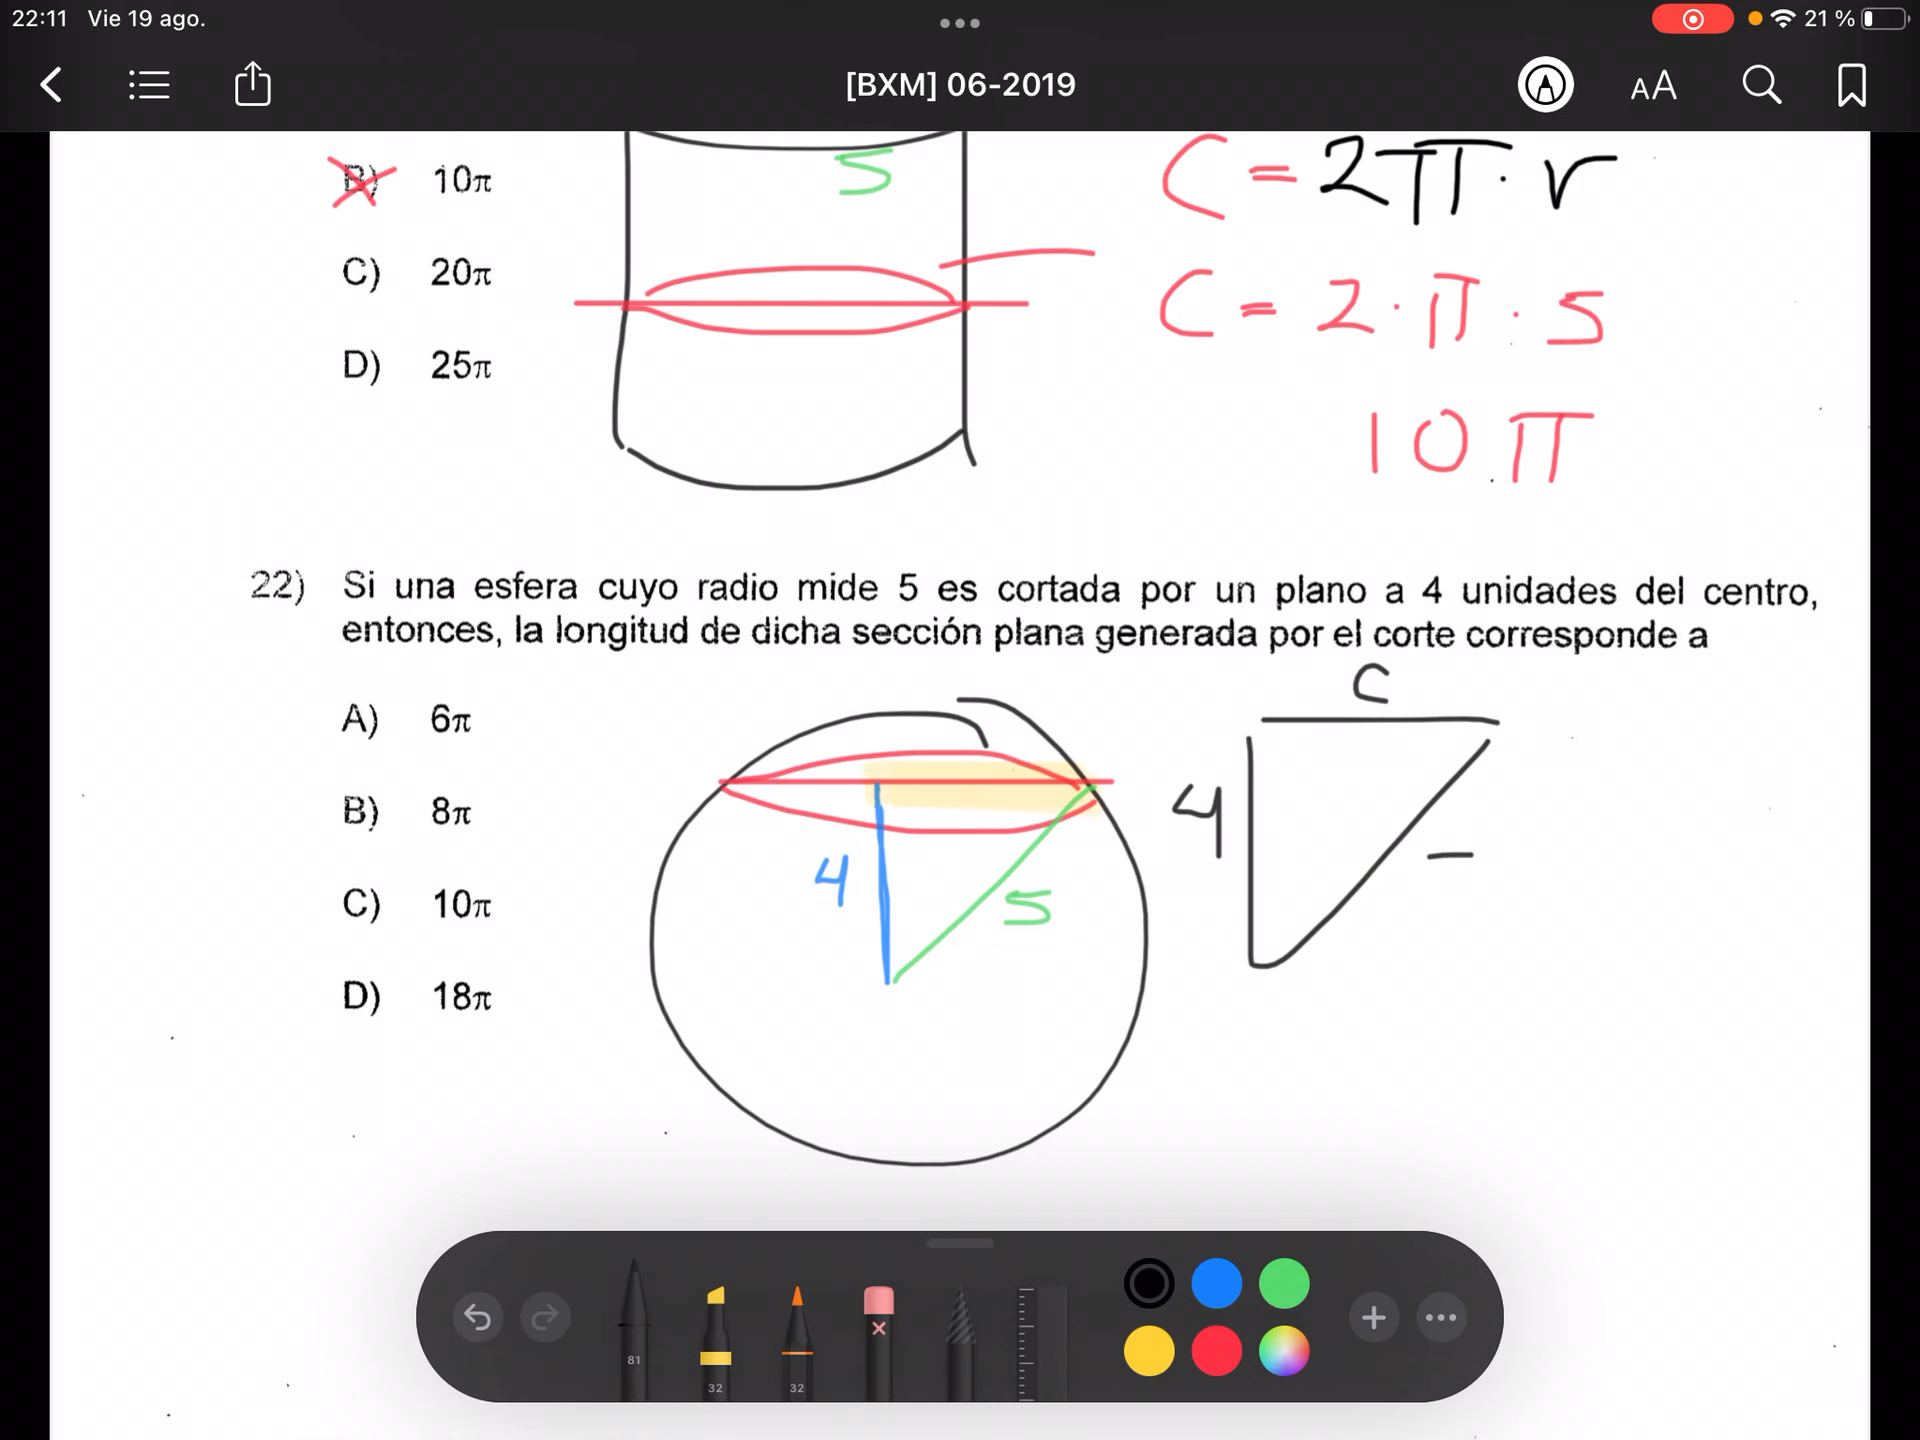 22:11 Vie 19 ago.
21 %
[BXM] 06-2019
AA
B) 10π
5
C = 2π · r
C) 20π
C = 2 · π · 5
D) 25π
10 π
22) Si una esfera cuyo radio mide 5 es cortada por un plano a 4 unidades del centro,
entonces, la longitud de dicha sección plana generada por el corte corresponde a
C
A) 6π
B) 8π
4
4
C) 10π
5
D) 18π
81
32
32